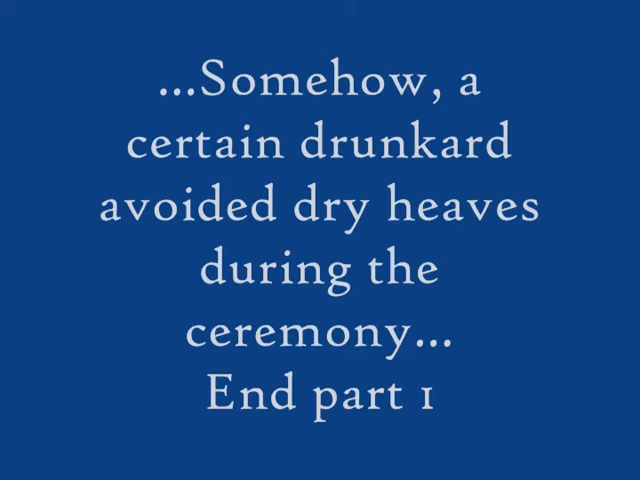 ...Somehow, a
certain drunkard
avoided dry heaves
during the
ceremony...
End part 1